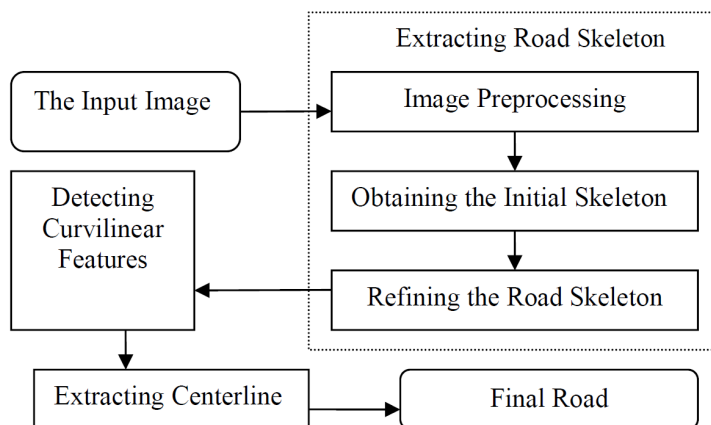 Extracting Road Skeleton
The Input Image
Image Preprocessing
Obtaining the Initial Skeleton
Refining the Road Skeleton
Detecting
Curvilinear
Features
Extracting Centerline
Final Road